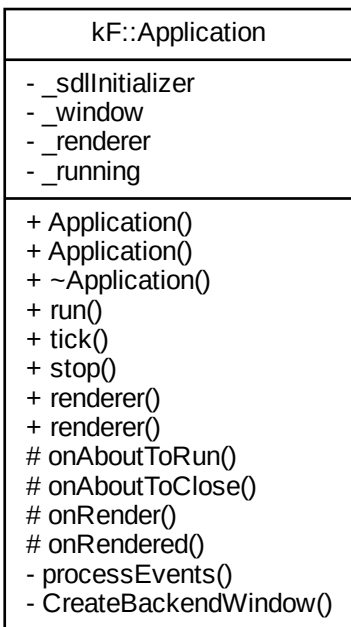 kF::Application
- _sdlInitializer
- _window
- _renderer
- _running
+ Application()
+ Application()
+ ~Application()
+ run()
+ tick()
+ stop()
+ renderer()
+ renderer()
# onAboutToRun()
# onAboutToClose()
# onRender()
# onRendered()
- processEvents()
- CreateBackendWindow()